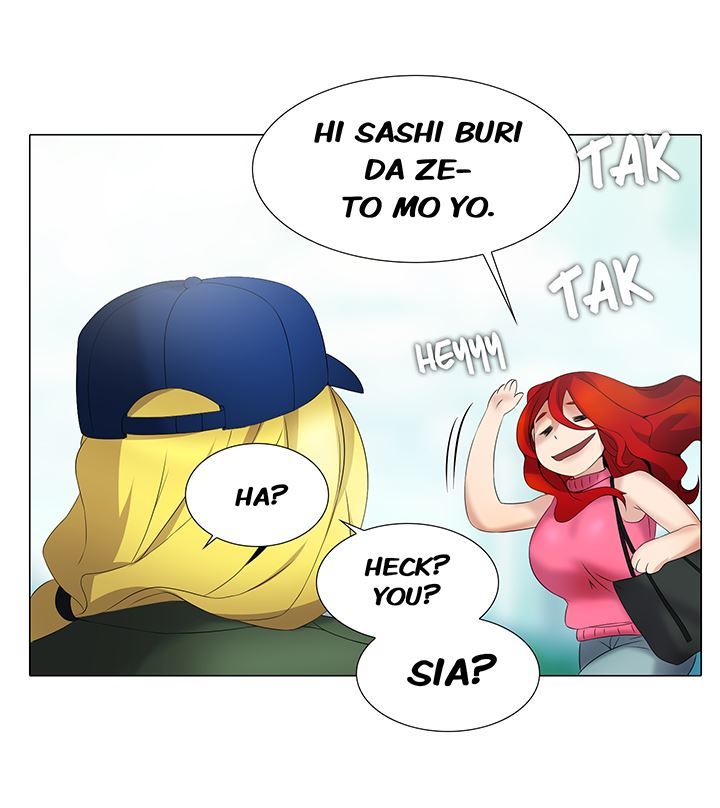 HI SASHI BURI
DA ZE-
TO MO YO.
TAK
TAK
HEYYY
HA?
HECK?
YOU?
SIA?